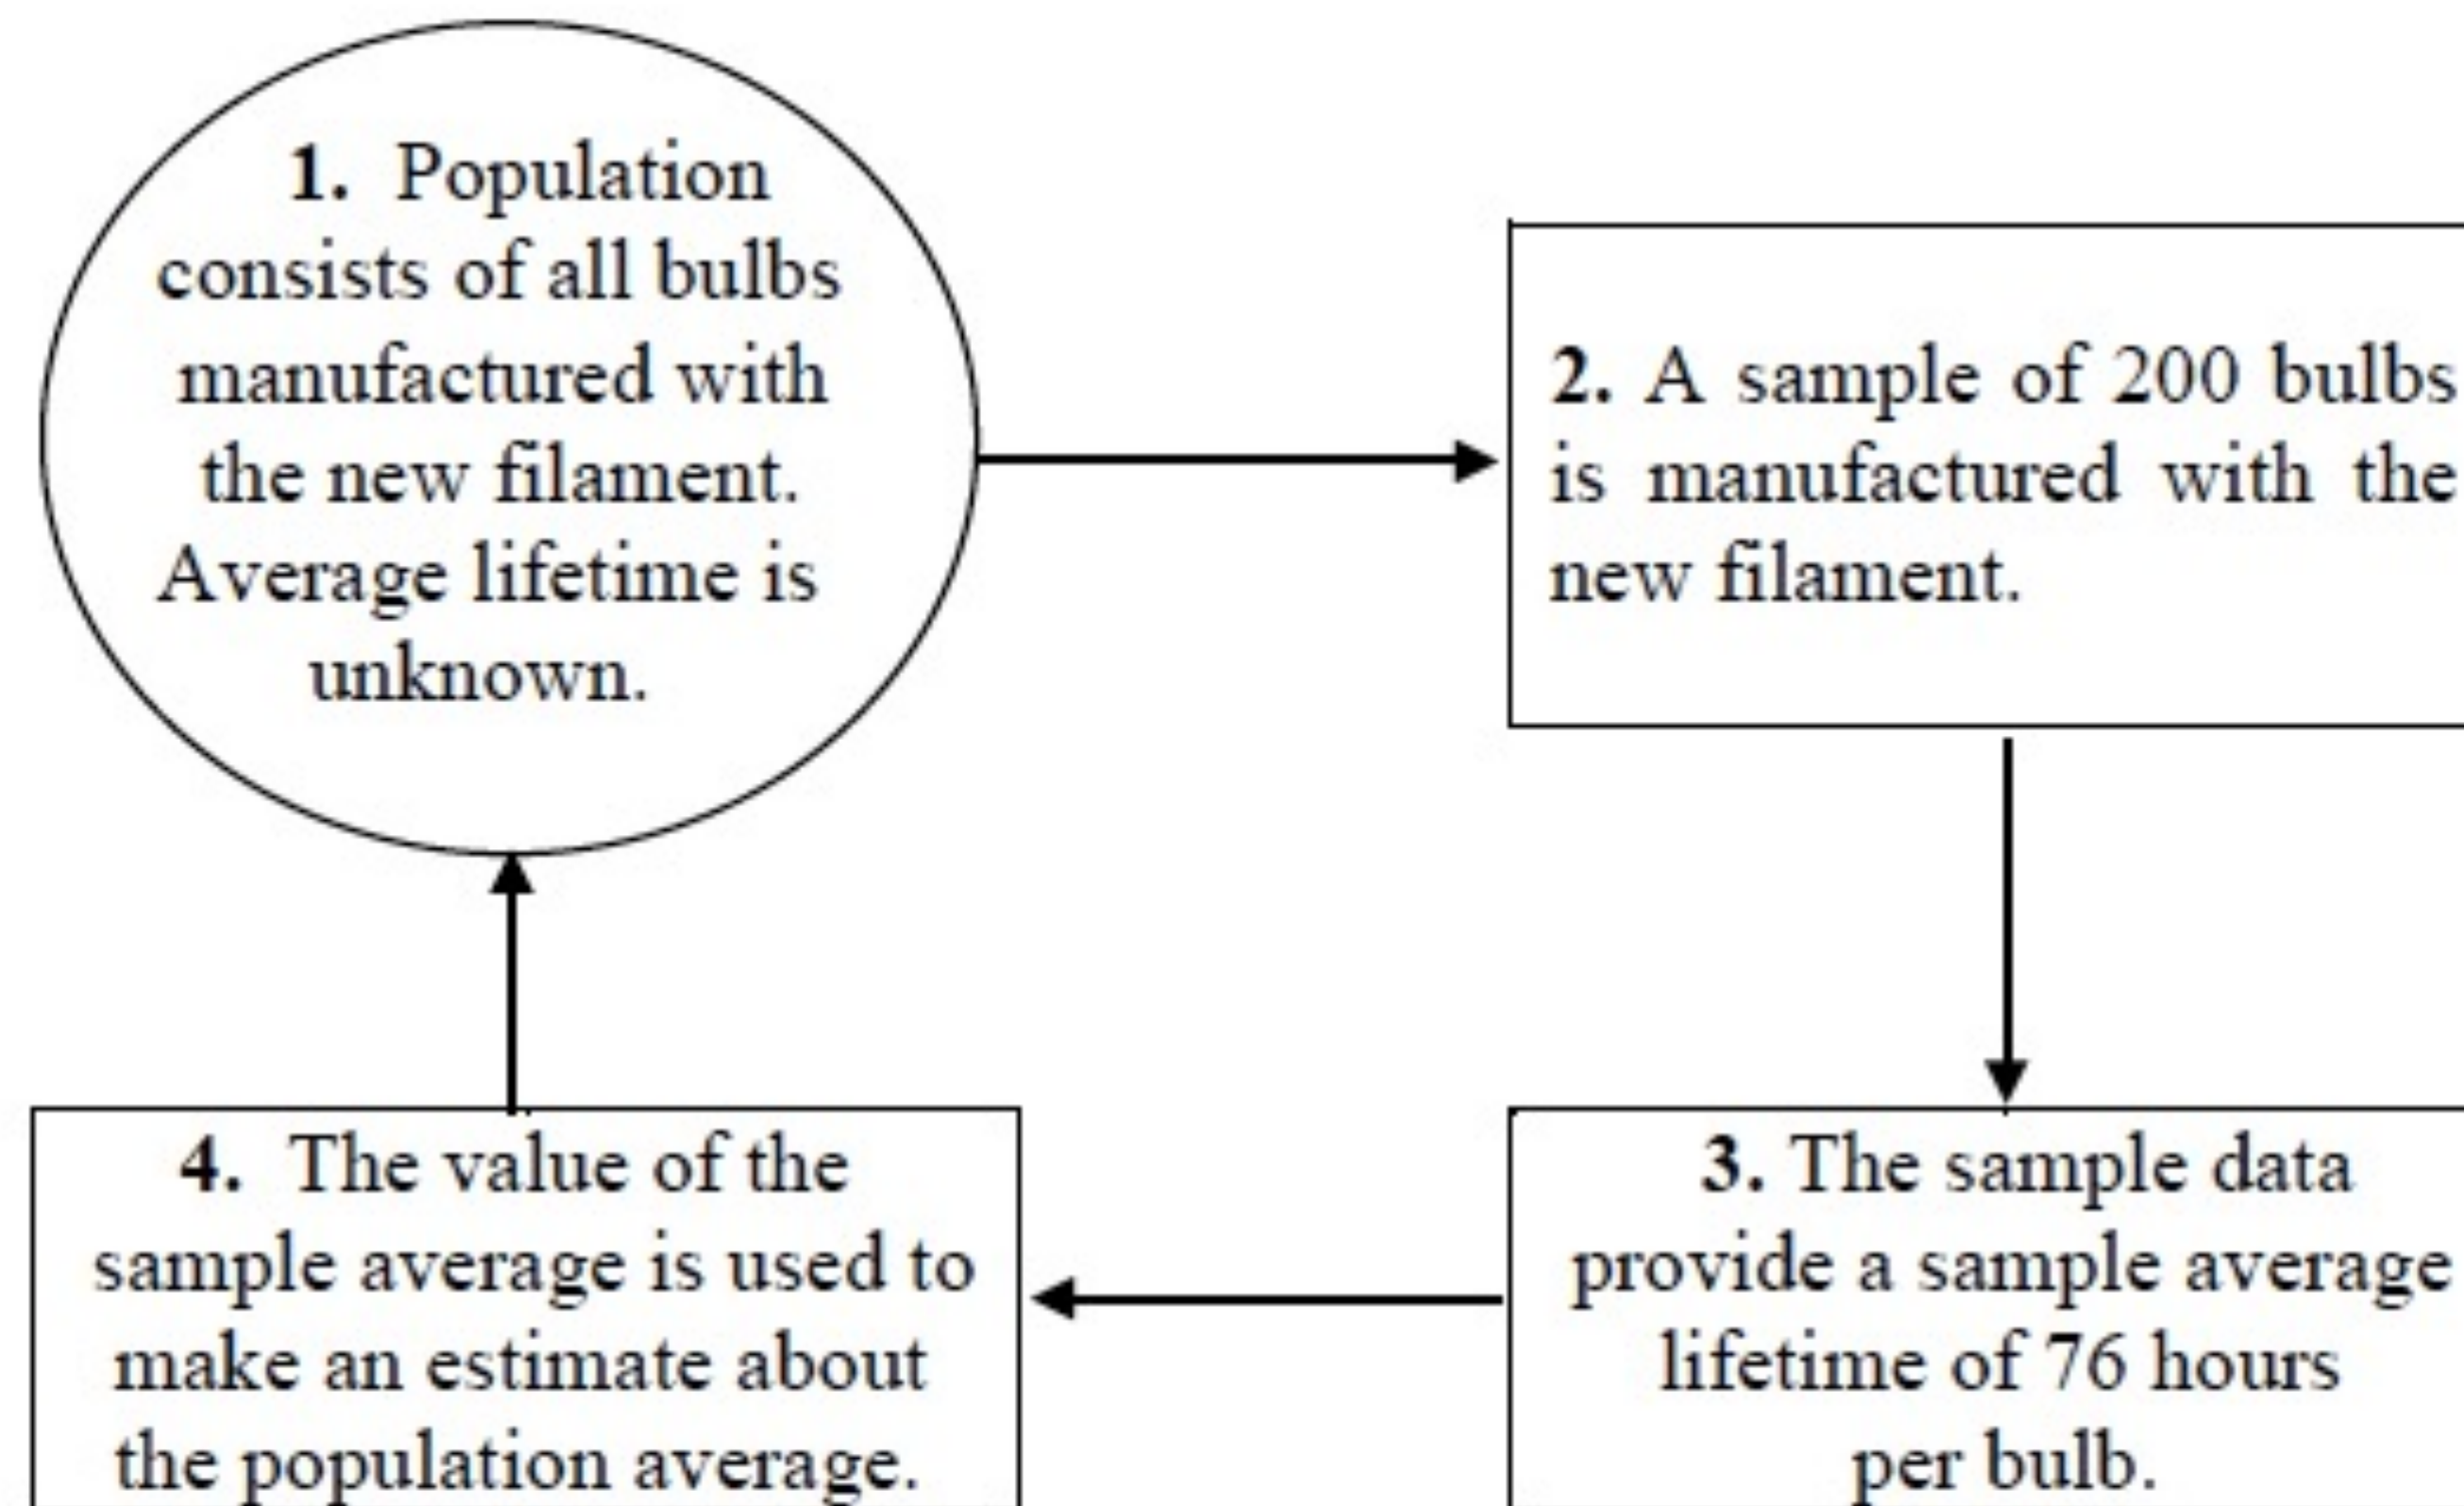 1. Population
consists of all bulbs
manufactured with
the new filament.
Average lifetime is
unknown.
2. A sample of 200 bulbs
is manufactured with the
new filament.
3. The sample data
provide a sample average
lifetime of 76 hours
per bulb.
4. The value of the
sample average is used to
make an estimate about
the population average.